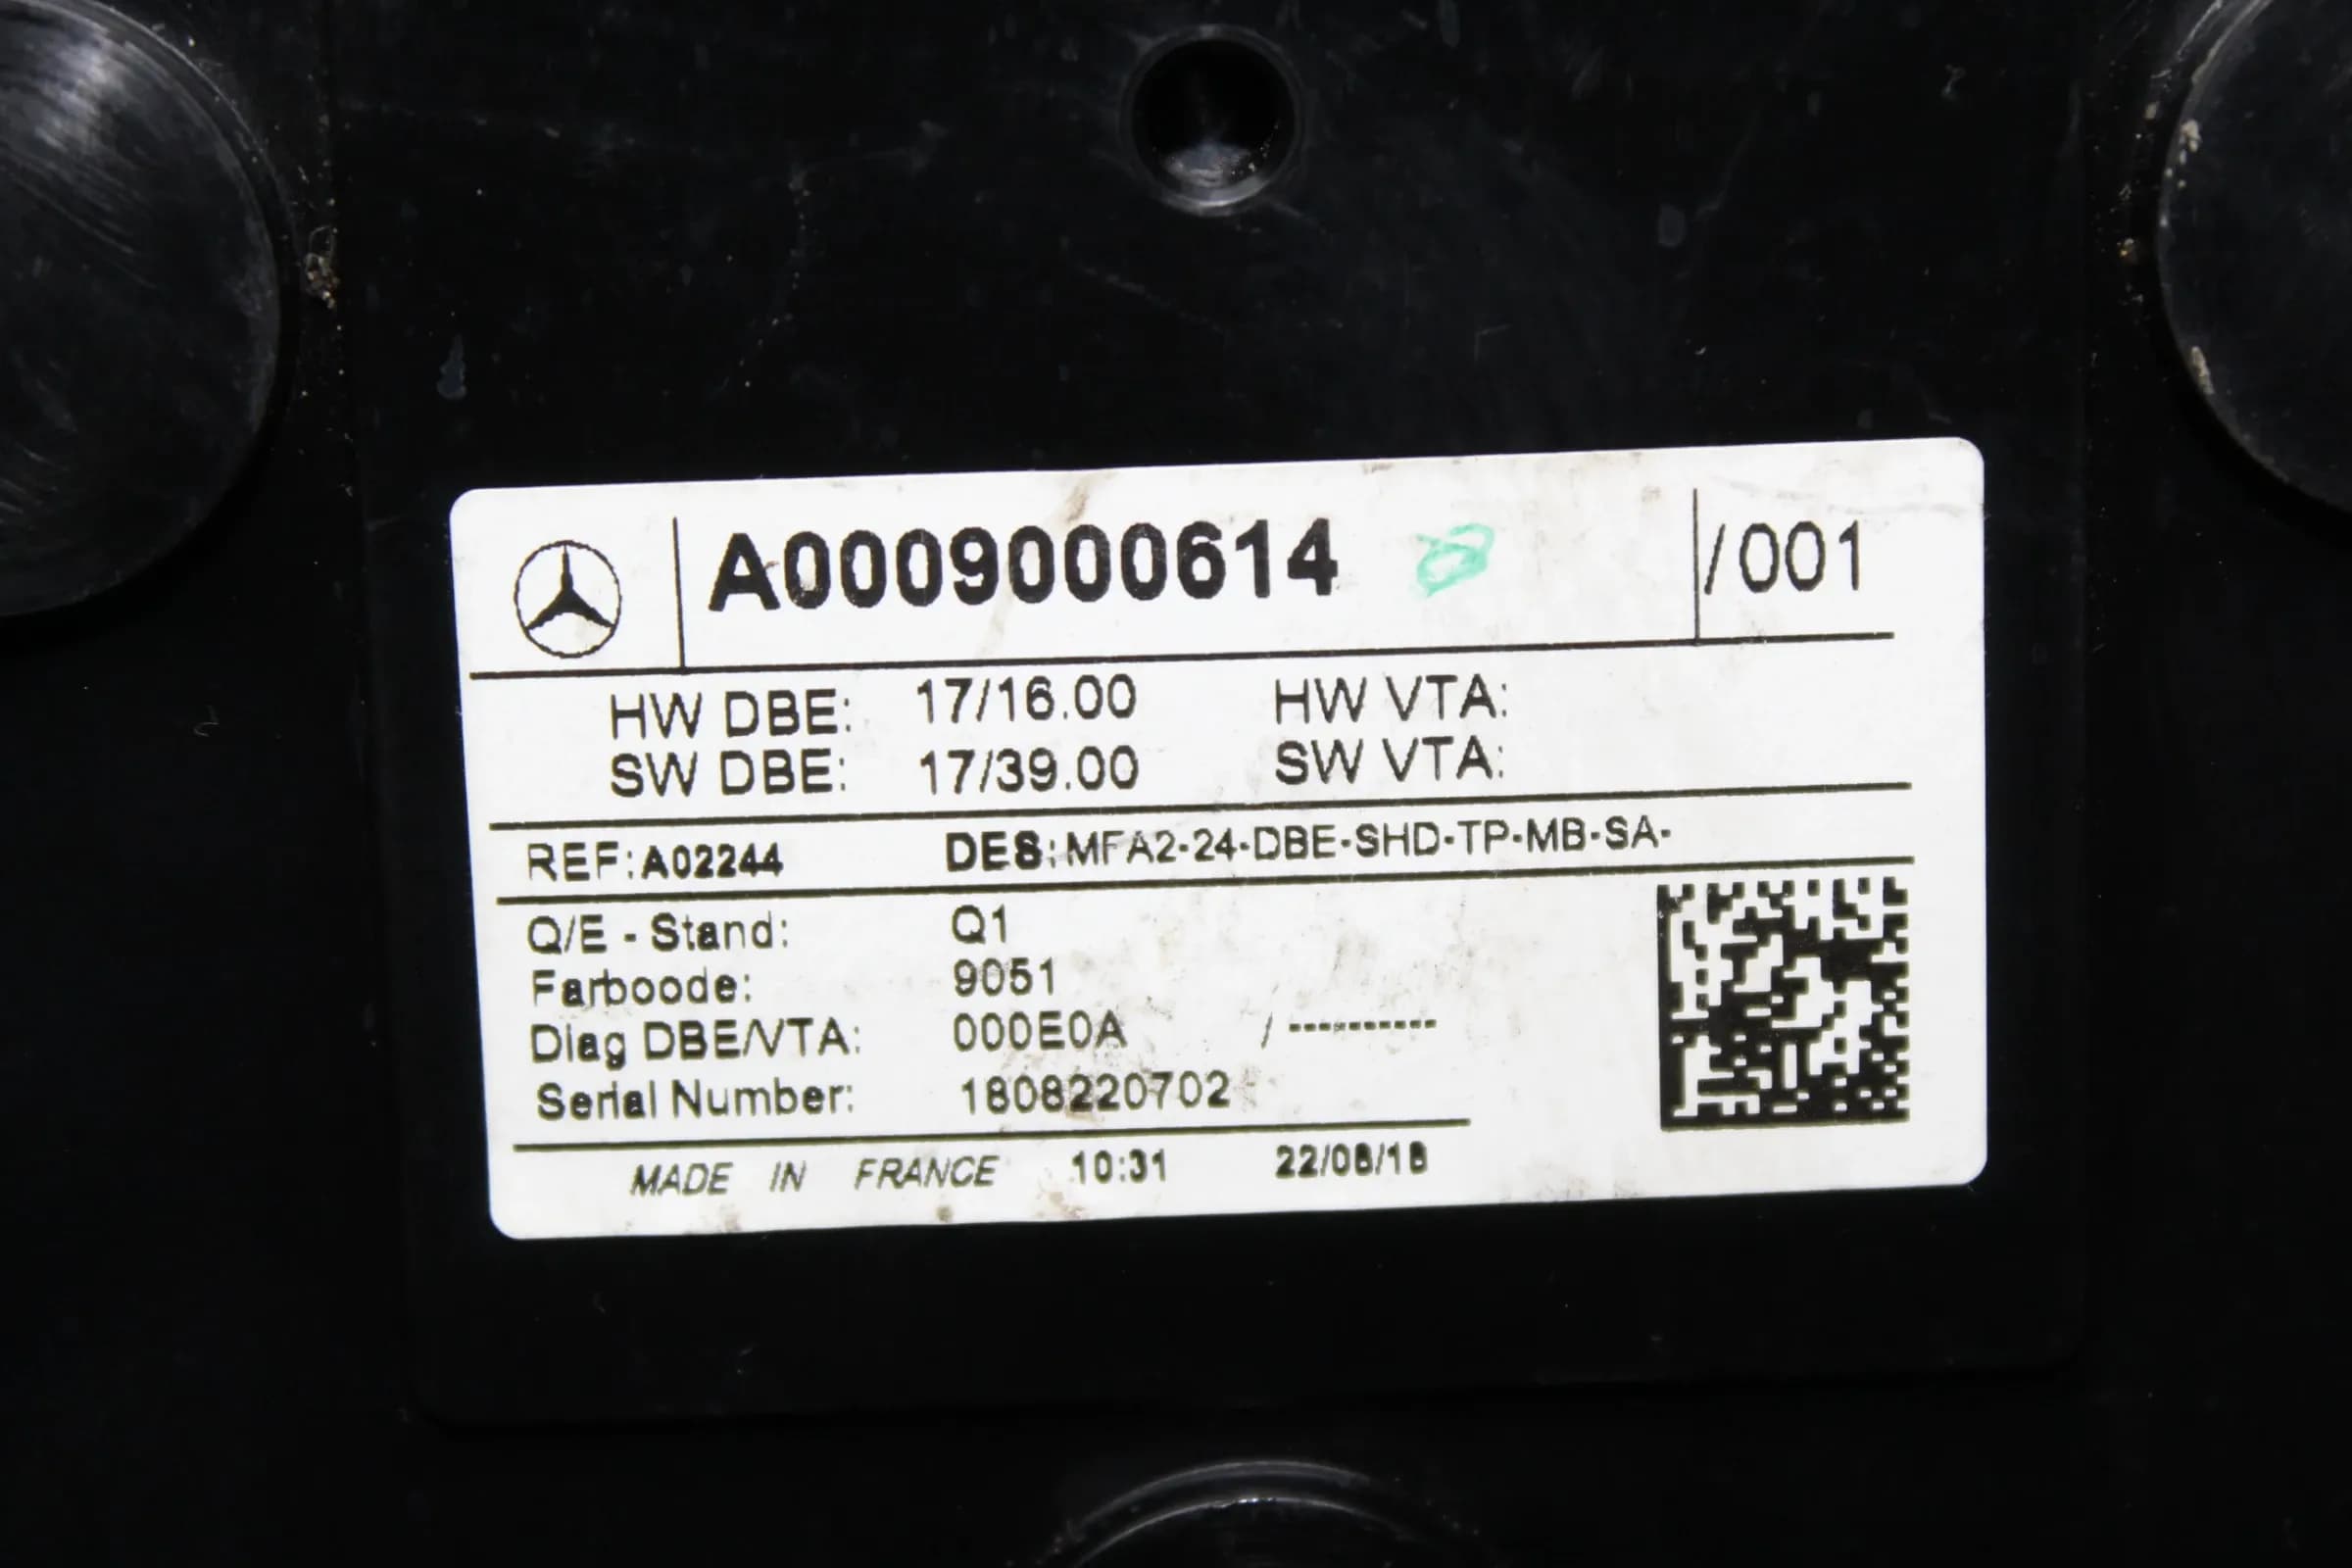 A0009000614 /001
HW DBE: 17/16.00 HW VTA:
SW DBE: 17/39.00 SW VTA:
REF:A02244 DES:MFA2-24-DBE-SHD-TP-MB-SA-
Q/E - Stand: Q1
Farbcode: 9051
Diag DBE/VTA: 000E0A / ----------
Serial Number: 1808220702
MADE IN FRANCE 10:31 22/08/18